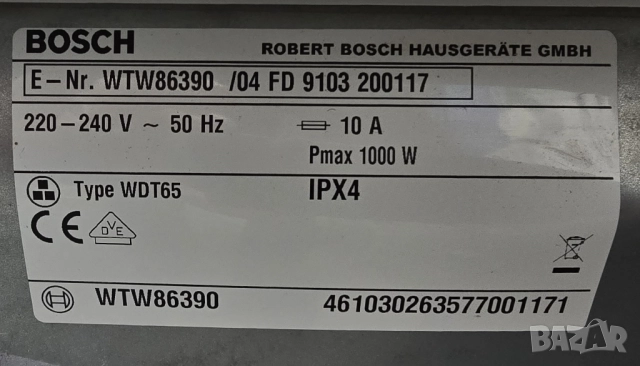 BOSCH
ROBERT BOSCH HAUSGERÄTE GMBH
E-Nr. WTW86390 /04 FD 9103 200117
220-240 V ~ 50 Hz
10 A
Pmax 1000 W
Type WDT65
IPX4
CE
DVE
WTW86390
461030263577001171
BAZAR